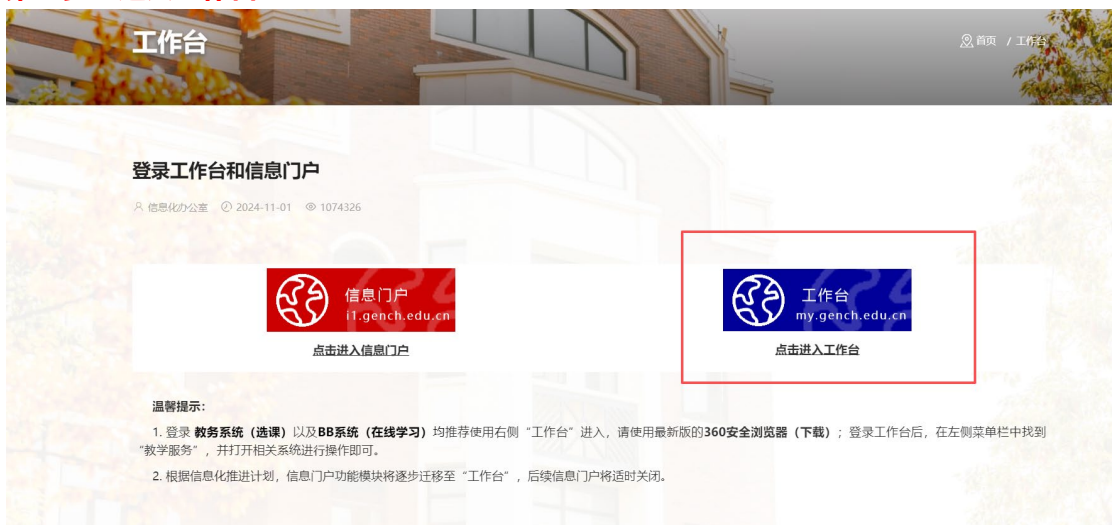 工作台
首页 / 工作台
登录工作台和信息门户
信息化办公室 2024-11-01 1074326
信息门户
i1.gench.edu.cn
点击进入信息门户
工作台
my.gench.edu.cn
点击进入工作台
温馨提示：
1. 登录 教务系统（选课）以及BB系统（在线学习）均推荐使用右侧“工作台”进入，请使用最新版的360安全浏览器（下载）；登录工作台后，在左侧菜单栏中找到
“教学服务”，并打开相关系统进行操作即可。
2. 根据信息化推进计划，信息门户功能模块将逐步迁移至“工作台”，后续信息门户将适时关闭。